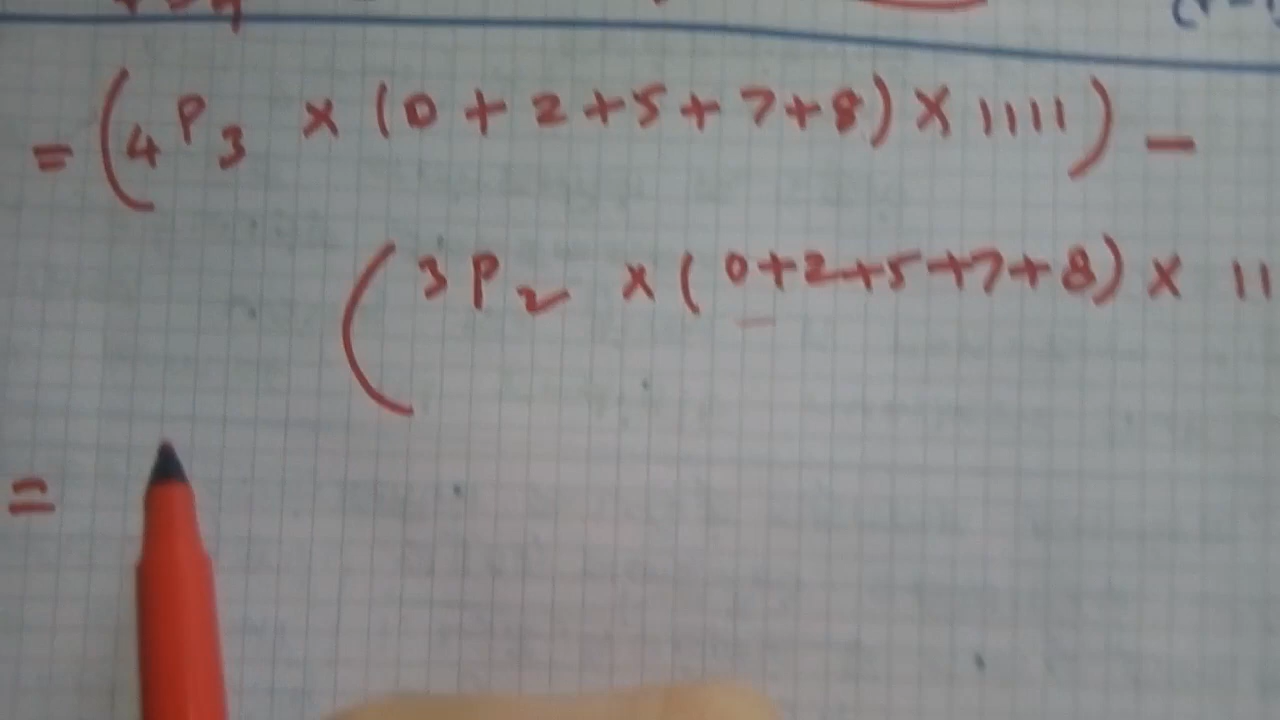 = (4P3 × (0 + 2 + 5 + 7 + 8) × 1111) -
(3P2 × (0 + 2 + 5 + 7 + 8) × 11
=